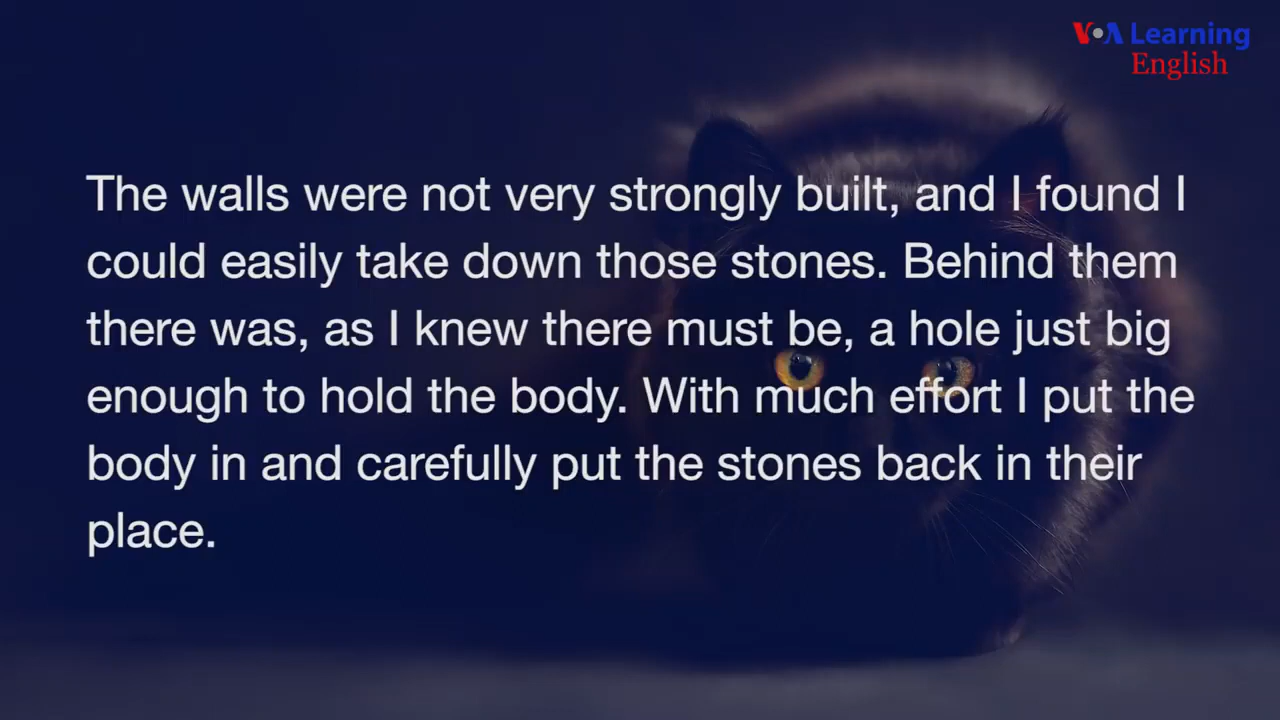 VOA Learning
English
The walls were not very strongly built, and I found I
could easily take down those stones. Behind them
there was, as I knew there must be, a hole just big
enough to hold the body. With much effort I put the
body in and carefully put the stones back in their
place.